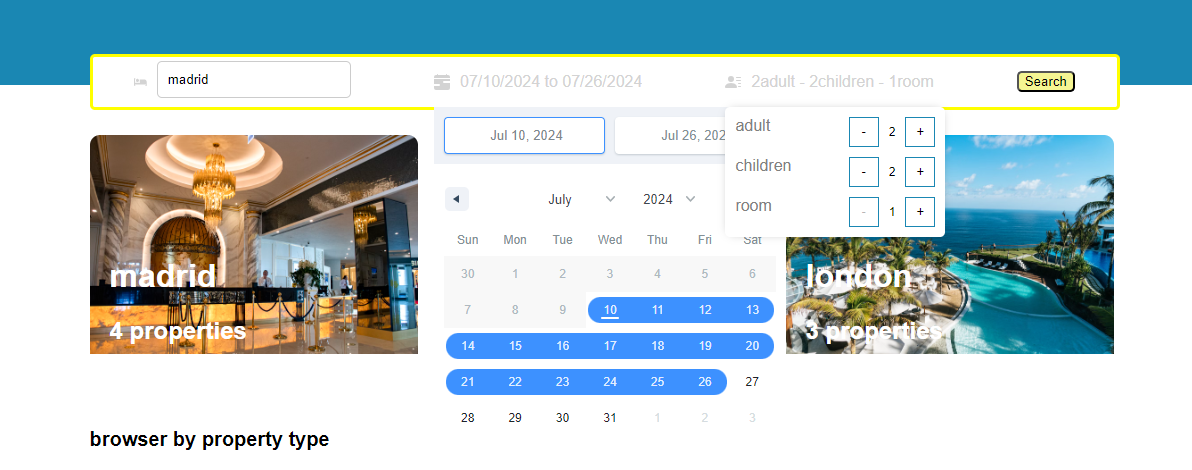 madrid
07/10/2024 to 07/26/2024
2adult - 2children - 1room
Search
Jul 10, 2024
Jul 26, 202
adult - 2 +
children - 2 +
room - 1 +
July 2024
Sun Mon Tue Wed Thu Fri Sat
30 1 2 3 4 5 6
7 8 9 10 11 12 13
14 15 16 17 18 19 20
21 22 23 24 25 26 27
28 29 30 31 1 2 3
madrid
4 properties
london
3 properties
browser by property type